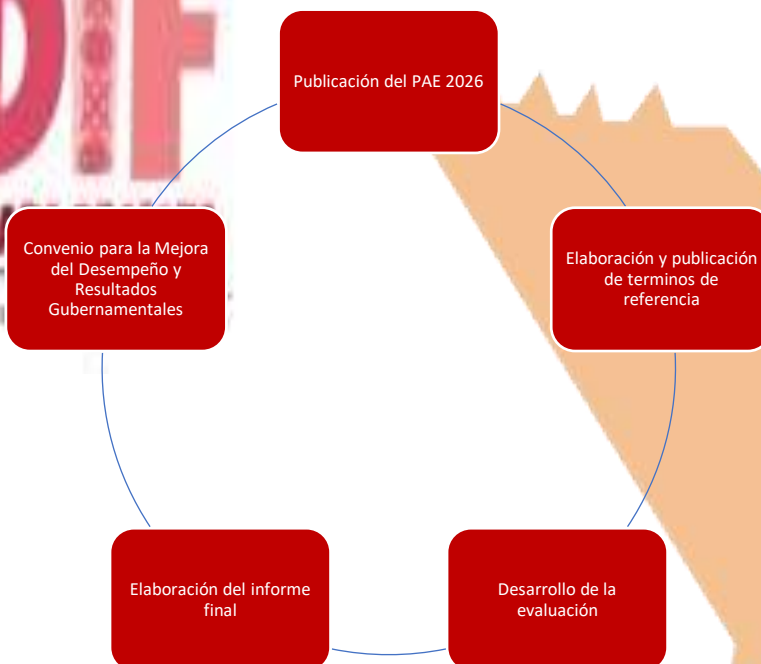 DIF
Publicación del PAE 2026
Convenio para la Mejora
del Desempeño y
Resultados
Gubernamentales
Elaboración y publicación
de terminos de
referencia
Elaboración del informe
final
Desarrollo de la
evaluación